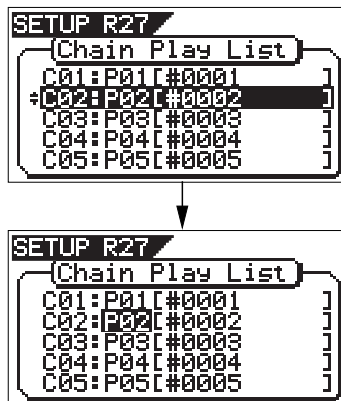 SETUP R27
Chain Play List
C01:P01[#0001 ]
C02:P02[#0002 ]
C03:P03[#0003 ]
C04:P04[#0004 ]
C05:P05[#0005 ]
SETUP R27
Chain Play List
C01:P01[#0001 ]
C02:P02[#0002 ]
C03:P03[#0003 ]
C04:P04[#0004 ]
C05:P05[#0005 ]